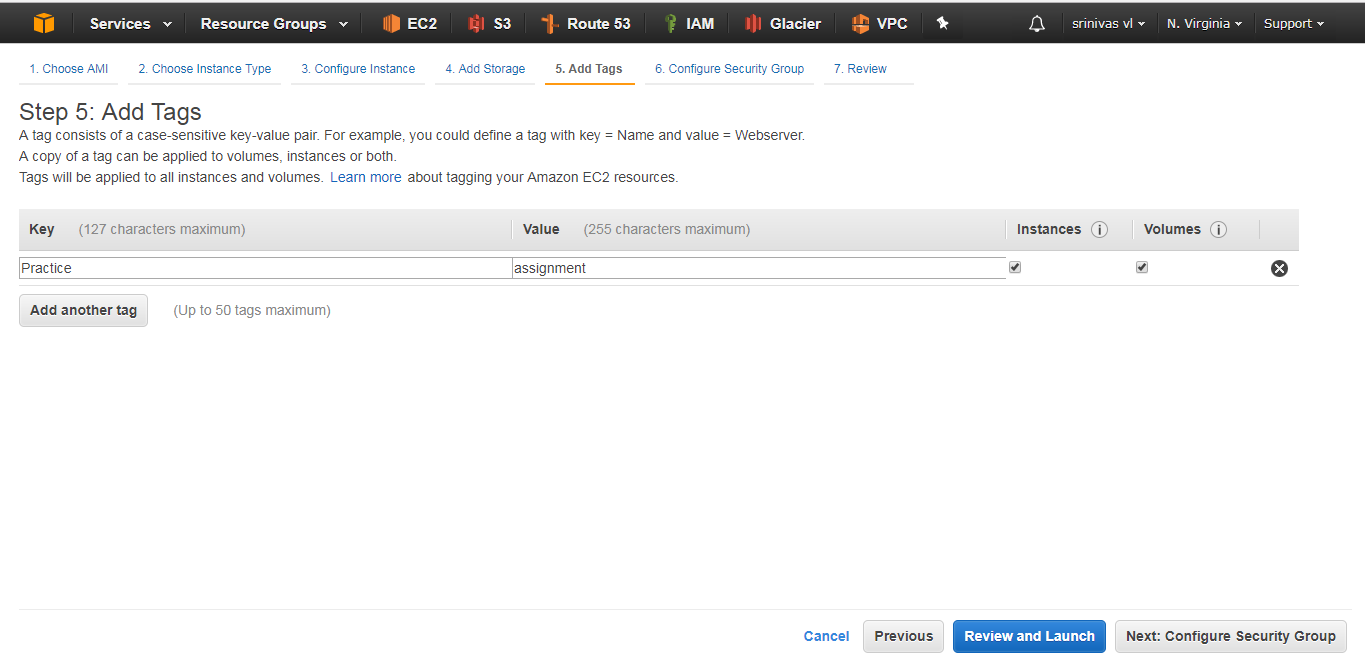 Services Resource Groups EC2 S3 Route 53 IAM Glacier VPC srinivas vl N. Virginia Support
1. Choose AMI 2. Choose Instance Type 3. Configure Instance 4. Add Storage 5. Add Tags 6. Configure Security Group 7. Review
Step 5: Add Tags
A tag consists of a case-sensitive key-value pair. For example, you could define a tag with key = Name and value = Webserver.
A copy of a tag can be applied to volumes, instances or both.
Tags will be applied to all instances and volumes. Learn more about tagging your Amazon EC2 resources.
Key (127 characters maximum) Value (255 characters maximum) Instances i Volumes i
Practice assignment
Add another tag (Up to 50 tags maximum)
Cancel Previous Review and Launch Next: Configure Security Group